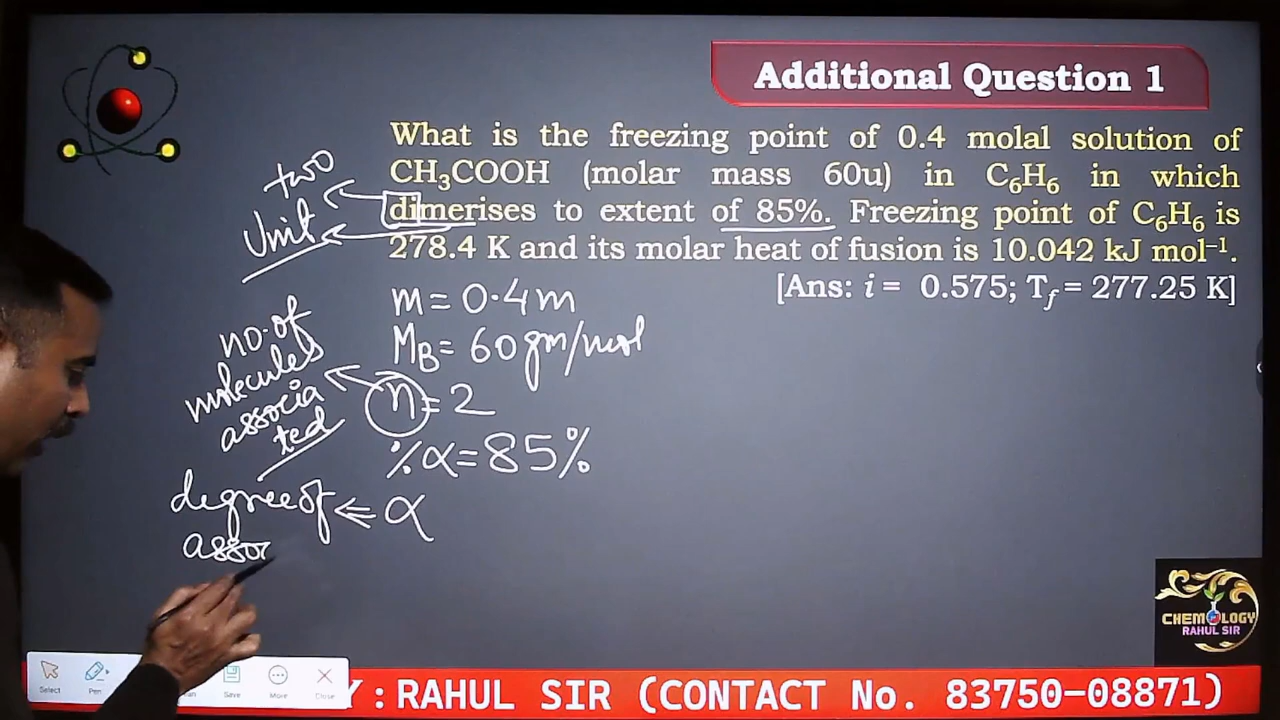 Additional Question 1
What is the freezing point of 0.4 molal solution of
CH₃COOH (molar mass 60u) in C₆H₆ in which
dimerises to extent of 85%. Freezing point of C₆H₆ is
278.4 K and its molar heat of fusion is 10.042 kJ mol⁻¹.
[Ans: i = 0.575; T_f = 277.25 K]
two
Unit
m = 0.4 m
M_B = 60 gm/mol
no. of
molecules
associa
ted
n = 2
% α = 85%
degree of ⇐ α
assoc
CHEMOLOGY
RAHUL SIR
Select
Pen
Save
More
Close
Y : RAHUL SIR (CONTACT No. 83750-08871)